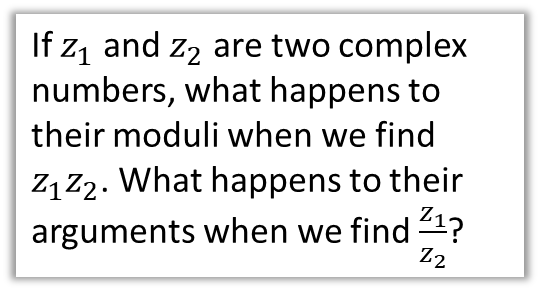 If z₁ and z₂ are two complex
numbers, what happens to
their moduli when we find
z₁z₂. What happens to their
arguments when we find z₁/z₂?